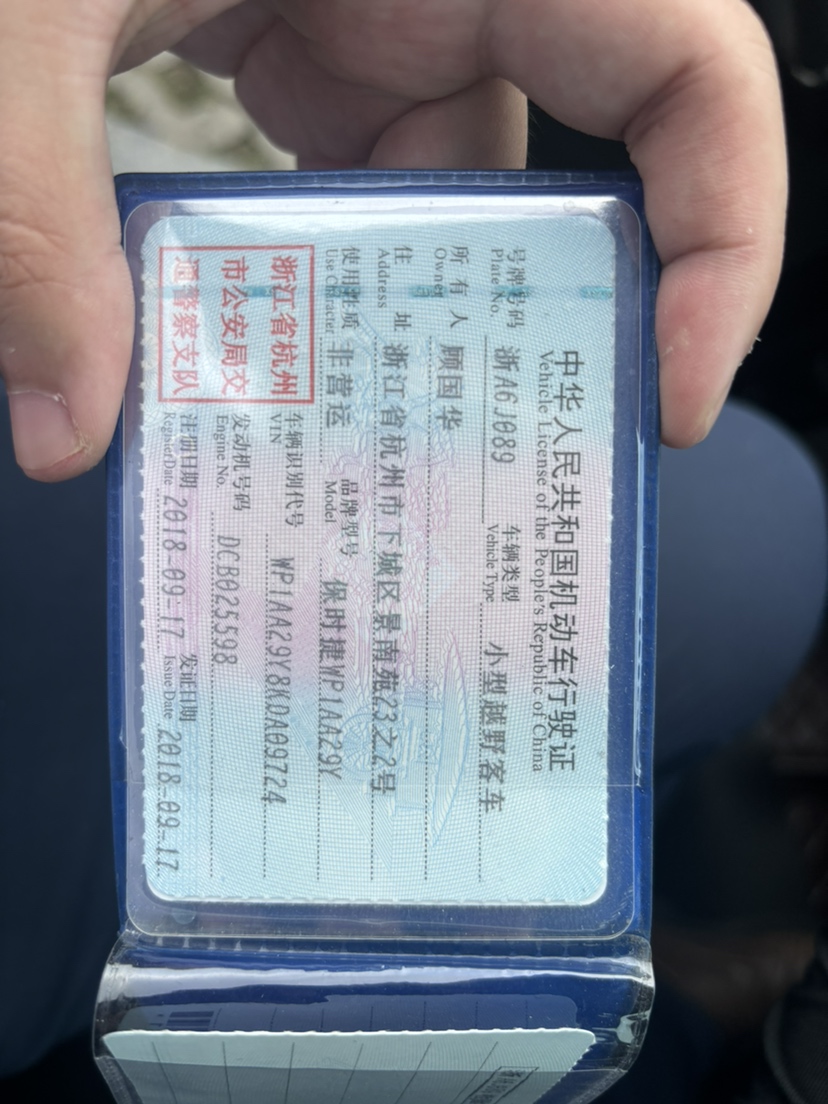 中华人民共和国机动车行驶证
Vehicle License of the People's Republic of China
号牌号码 浙A6J089 车辆类型 小型越野客车
Plate No. Vehicle Type
所有人 顾国华
Owner
住址 浙江省杭州市下城区景南苑23之2号
Address
使用性质 非营运 品牌型号 保时捷WP1AA29Y
Use Character Model
浙江省杭州
市公安局交
通警察支队
车辆识别代号 WP1AA29Y8KDA09724
VIN
发动机号码 DCB025598
Engine No.
注册日期 2018-09-17 发证日期 2018-09-17
Register Date Issue Date